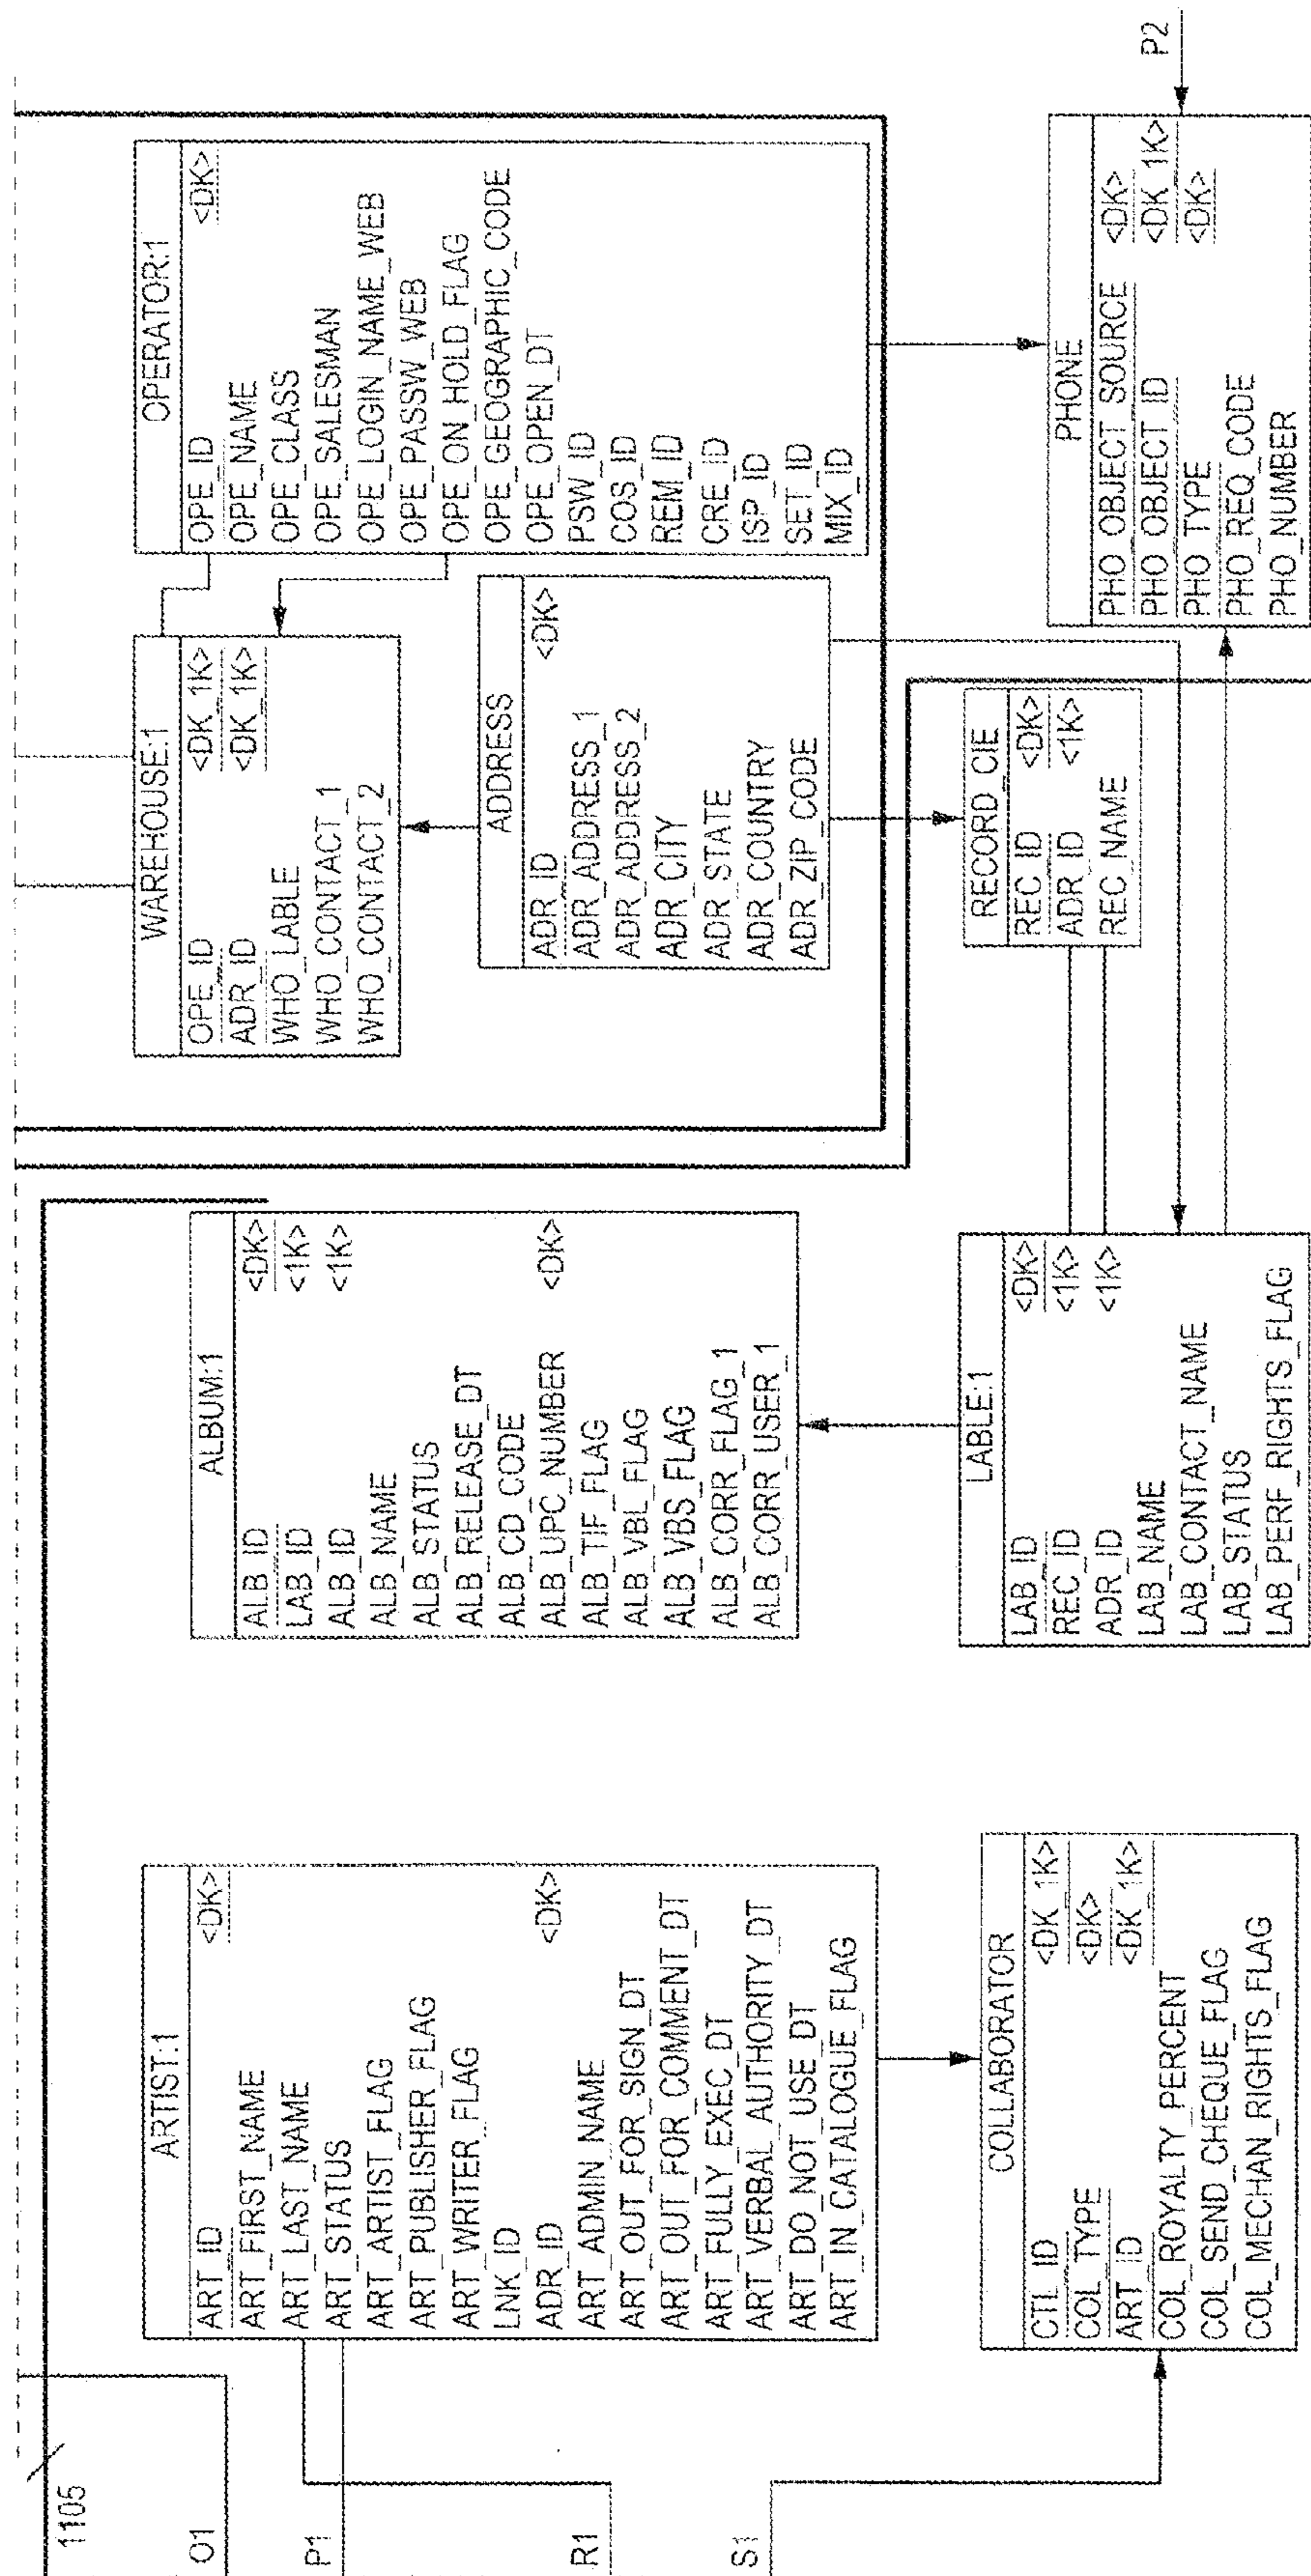 1105
O1
P1
R1
S1
ARTIST:1
ART_ID <DK>
ART_FIRST_NAME
ART_LAST_NAME
ART_STATUS
ART_ARTIST_FLAG
ART_PUBLISHER_FLAG
ART_WRITER_FLAG
LNK_ID
ADR_ID <DK>
ART_ADMIN_NAME
ART_OUT_FOR_SIGN_DT
ART_OUT_FOR_COMMENT_DT
ART_FULLY_EXEC_DT
ART_VERBAL_AUTHORITY_DT
ART_DO_NOT_USE_DT
ART_IN_CATALOGUE_FLAG
COLLABORATOR
CTL_ID <DK_1K>
COL_TYPE <DK>
ART_ID <DK_1K>
COL_ROYALTY_PERCENT
COL_SEND_CHEQUE_FLAG
COL_MECHAN_RIGHTS_FLAG
ALBUM:1
ALB_ID <DK>
LAB_ID <1K>
ALB_ID <1K>
ALB_NAME
ALB_STATUS
ALB_RELEASE_DT
ALB_CD_CODE
ALB_UPC_NUMBER <DK>
ALB_TIF_FLAG
ALB_VBL_FLAG
ALB_VBS_FLAG
ALB_CORR_FLAG_1
ALB_CORR_USER_1
LABLE:1
LAB_ID <DK>
REC_ID <1K>
ADR_ID <1K>
LAB_NAME
LAB_CONTACT_NAME
LAB_STATUS
LAB_PERF_RIGHTS_FLAG
WAREHOUSE:1
OPE_ID <DK_1K>
ADR_ID <DK_1K>
WHO_LABLE
WHO_CONTACT_1
WHO_CONTACT_2
ADDRESS
ADR_ID <DK>
ADR_ADDRESS_1
ADR_ADDRESS_2
ADR_CITY
ADR_STATE
ADR_COUNTRY
ADR_ZIP_CODE
RECORD_CIE
REC_ID <DK>
ADR_ID <1K>
REC_NAME
OPERATOR:1
OPE_ID <DK>
OPE_NAME
OPE_CLASS
OPE_SALESMAN
OPE_LOGIN_NAME_WEB
OPE_PASSW_WEB
OPE_ON_HOLD_FLAG
OPE_GEOGRAPHIC_CODE
OPE_OPEN_DT
PSW_ID
COS_ID
REM_ID
CRE_ID
ISP_ID
SET_ID
MIX_ID
PHONE
PHO_OBJECT_SOURCE <DK>
PHO_OBJECT_ID <DK_1K>
PHO_TYPE <DK>
PHO_REQ_CODE
PHO_NUMBER
P2